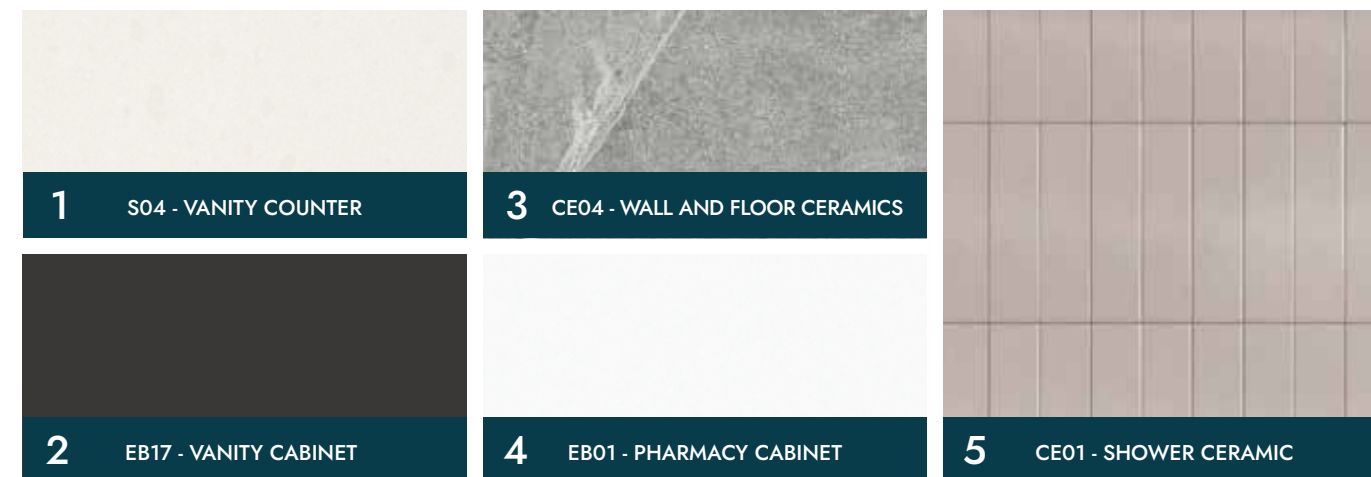 1 S04 - VANITY COUNTER
2 EB17 - VANITY CABINET
3 CE04 - WALL AND FLOOR CERAMICS
4 EB01 - PHARMACY CABINET
5 CE01 - SHOWER CERAMIC